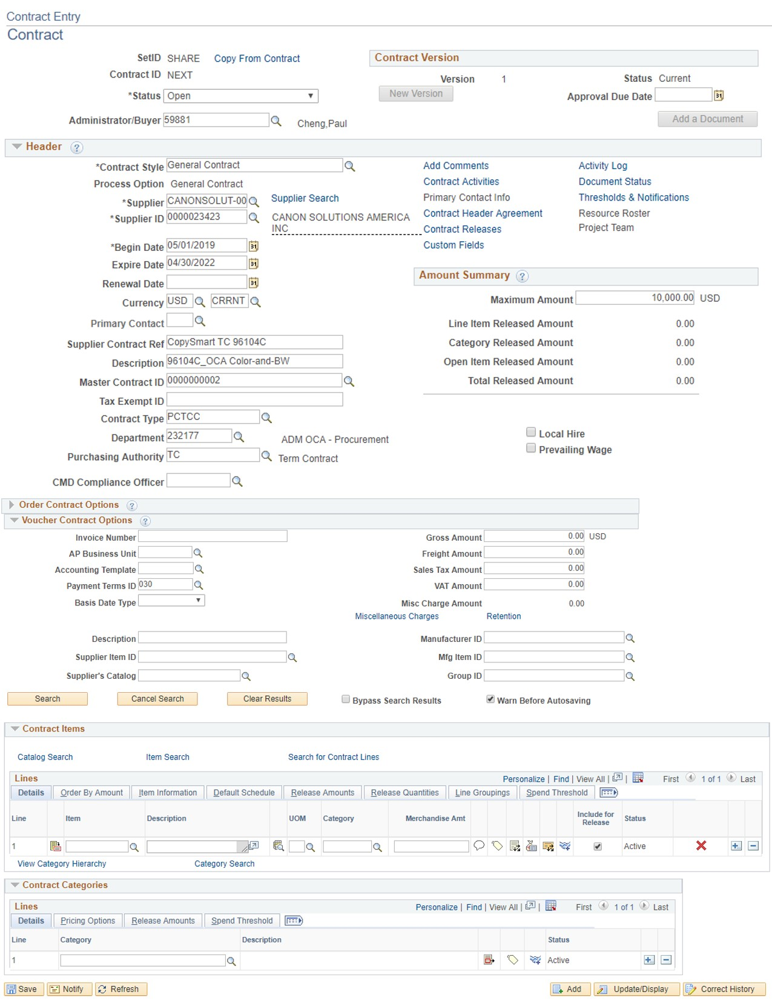 Contract Entry
Contract
SetID SHARE Copy From Contract
Contract ID NEXT
*Status Open
Administrator/Buyer 59881 Cheng,Paul
Contract Version
Version 1 Status Current
New Version Approval Due Date
Add a Document
Header
*Contract Style General Contract
Process Option General Contract
*Supplier CANONSOLUT-00 Supplier Search
*Supplier ID 0000023423 CANON SOLUTIONS AMERICA
INC
*Begin Date 05/01/2019
Expire Date 04/30/2022
Renewal Date
Currency USD CRRNT
Primary Contact
Supplier Contract Ref CopySmart TC 96104C
Description 96104C_OCA Color-and-BW
Master Contract ID 0000000002
Tax Exempt ID
Contract Type PCTCC
Department 232177 ADM OCA - Procurement
Purchasing Authority TC Term Contract
CMD Compliance Officer
Add Comments Activity Log
Contract Activities Document Status
Primary Contact Info Thresholds & Notifications
Contract Header Agreement Resource Roster
Contract Releases Project Team
Custom Fields
Amount Summary
Maximum Amount 10,000.00 USD
Line Item Released Amount 0.00
Category Released Amount 0.00
Open Item Released Amount 0.00
Total Released Amount 0.00
Local Hire
Prevailing Wage
Order Contract Options
Voucher Contract Options
Invoice Number Gross Amount 0.00 USD
AP Business Unit Freight Amount 0.00
Accounting Template Sales Tax Amount 0.00
Payment Terms ID 030 VAT Amount 0.00
Basis Date Type Misc Charge Amount 0.00
Miscellaneous Charges Retention
Description Manufacturer ID
Supplier Item ID Mfg Item ID
Supplier's Catalog Group ID
Search Cancel Search Clear Results Bypass Search Results Warn Before Autosaving
Contract Items
Catalog Search Item Search Search for Contract Lines
Lines Personalize | Find | View All | | First 1 of 1 Last
Details Order By Amount Item Information Default Schedule Release Amounts Release Quantities Line Groupings Spend Threshold
Line Item Description UOM Category Merchandise Amt Include for Release Status
1 Active
View Category Hierarchy Category Search
Contract Categories
Lines Personalize | Find | View All | | First 1 of 1 Last
Details Pricing Options Release Amounts Spend Threshold
Line Category Description Status
1 Active
Save Notify Refresh Add Update/Display Correct History